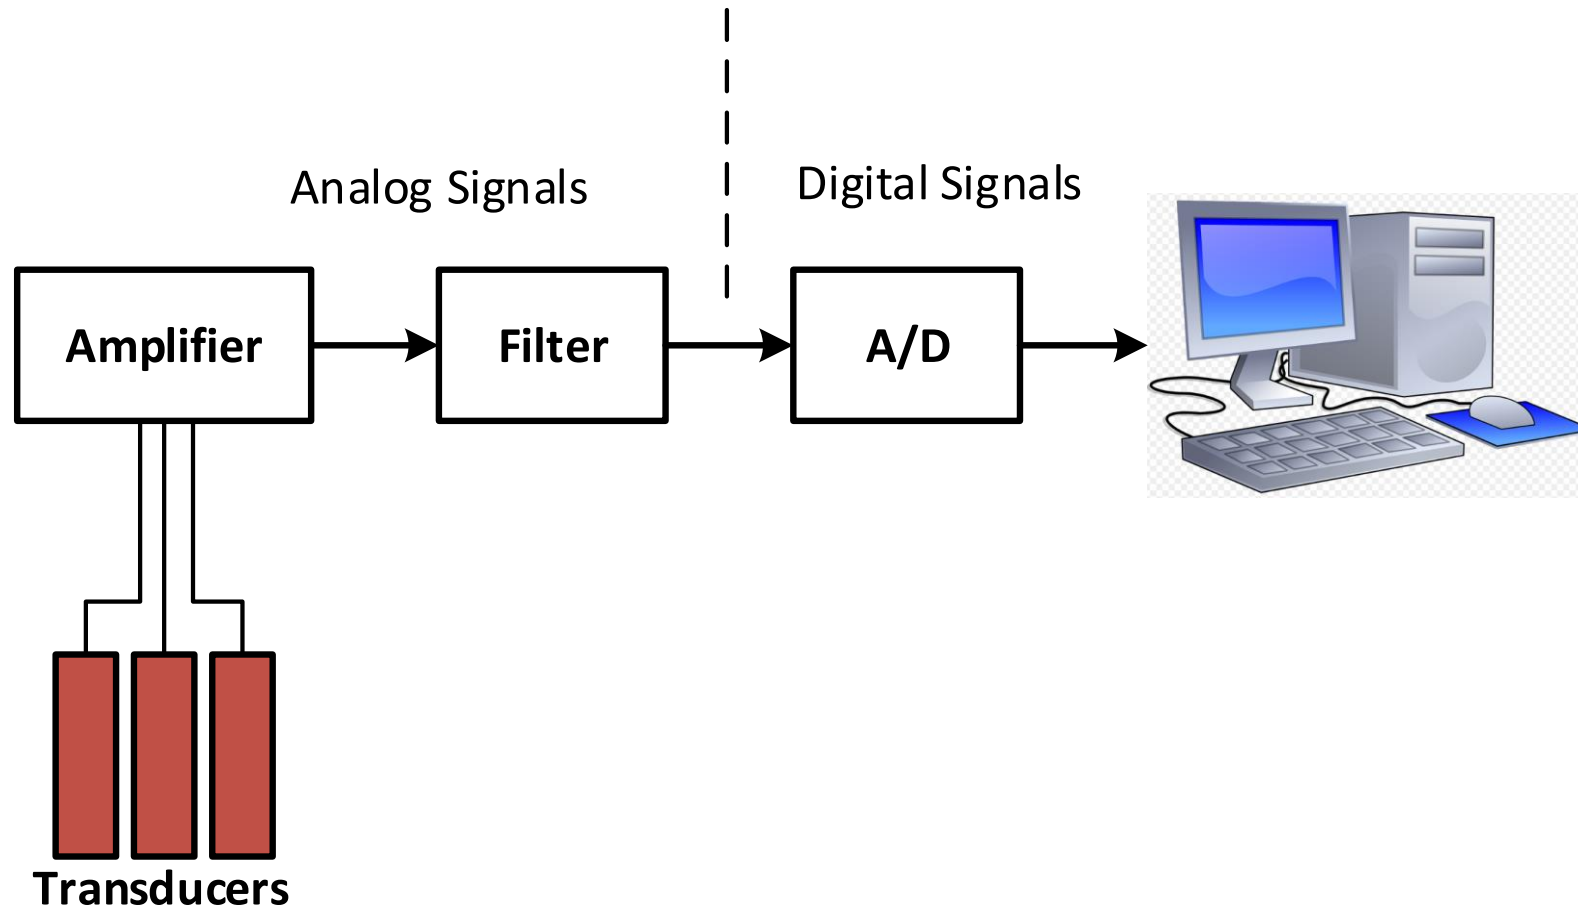 Analog Signals
Digital Signals
Amplifier
Filter
A/D
Transducers